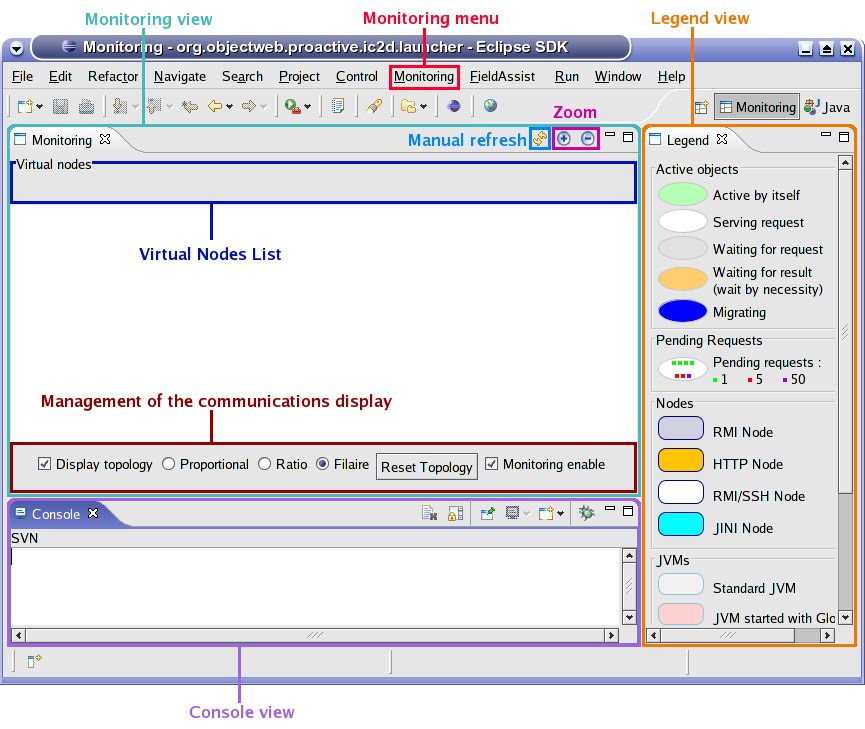 Monitoring view
Monitoring menu
Legend view
Monitoring - org.objectweb.proactive.ic2d.launcher - Eclipse SDK
File Edit Refactor Navigate Search Project Control Monitoring FieldAssist Run Window Help
Monitoring Java
Zoom
Monitoring
Manual refresh
Legend
Virtual nodes
Virtual Nodes List
Active objects
Active by itself
Serving request
Waiting for request
Waiting for result
(wait by necessity)
Migrating
Pending Requests
Pending requests :
1 5 50
Management of the communications display
Nodes
RMI Node
HTTP Node
RMI/SSH Node
JINI Node
Display topology Proportional Ratio Filaire Reset Topology Monitoring enable
Console
SVN
JVMs
Standard JVM
JVM started with Glo
Console view